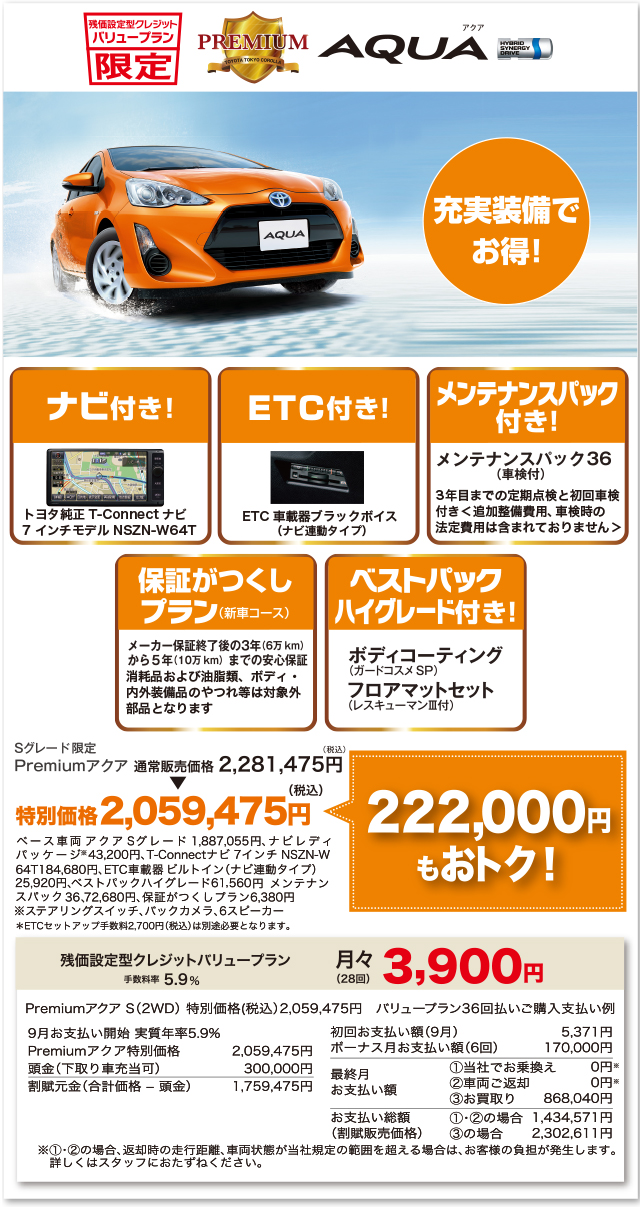 残価設定型クレジット
バリュープラン
限定
PREMIUM
TOYOTA TOKYO COROLLA
アクア
AQUA
HYBRID
SYNERGY
DRIVE
AQUA
充実装備で
お得!
ナビ付き!
トヨタ純正 T-Connect ナビ
7 インチモデル NSZN-W64T
ETC付き!
ETC 車載器ブラックボイス
(ナビ連動タイプ)
メンテナンスパック
付き!
メンテナンスパック36
(車検付)
3年目までの定期点検と初回車検
付き<追加整備費用、車検時の
法定費用は含まれておりません>
保証がつくし
プラン(新車コース)
メーカー保証終了後の3年(6万km)
から5年(10万km)までの安心保証
消耗品および油脂類、ボディ・
内外装備品のやつれ等は対象外
部品となります
ベストパック
ハイグレード付き!
ボディコーティング
(ガードコスメSP)
フロアマットセット
(レスキューマンⅢ付)
Sグレード限定
Premiumアクア 通常販売価格 2,281,475円(税込)
特別価格2,059,475円(税込)
222,000円
もおトク!
ベース車両 アクア Sグレード 1,887,055円、ナビレディ
パッケージ※43,200円、T-Connectナビ 7インチ NSZN-W
64T184,680円、ETC車載器 ビルトイン(ナビ連動タイプ)
25,920円、ベストパックハイグレード61,560円 メンテナン
スパック36,72,680円、保証がつくしプラン6,380円
※ステアリングスイッチ、バックカメラ、6スピーカー
*ETCセットアップ手数料2,700円(税込)は別途必要となります。
残価設定型クレジットバリュープラン
手数料率 5.9%
月々
(28回)
3,900円
Premiumアクア S(2WD) 特別価格(税込)2,059,475円 バリュープラン36回払いご購入支払い例
9月お支払い開始 実質年率5.9%
Premiumアクア特別価格 2,059,475円
頭金(下取り車充当可) 300,000円
割賦元金(合計価格 − 頭金) 1,759,475円
初回お支払い額(9月) 5,371円
ボーナス月お支払い額(6回) 170,000円
最終月
お支払い額
①当社でお乗換え 0円※
②車両ご返却 0円※
③お買取り 868,040円
お支払い総額 ①・②の場合 1,434,571円
(割賦販売価格) ③の場合 2,302,611円
※①・②の場合、返却時の走行距離、車両状態が当社規定の範囲を超える場合は、お客様の負担が発生します。
詳しくはスタッフにおたずねください。